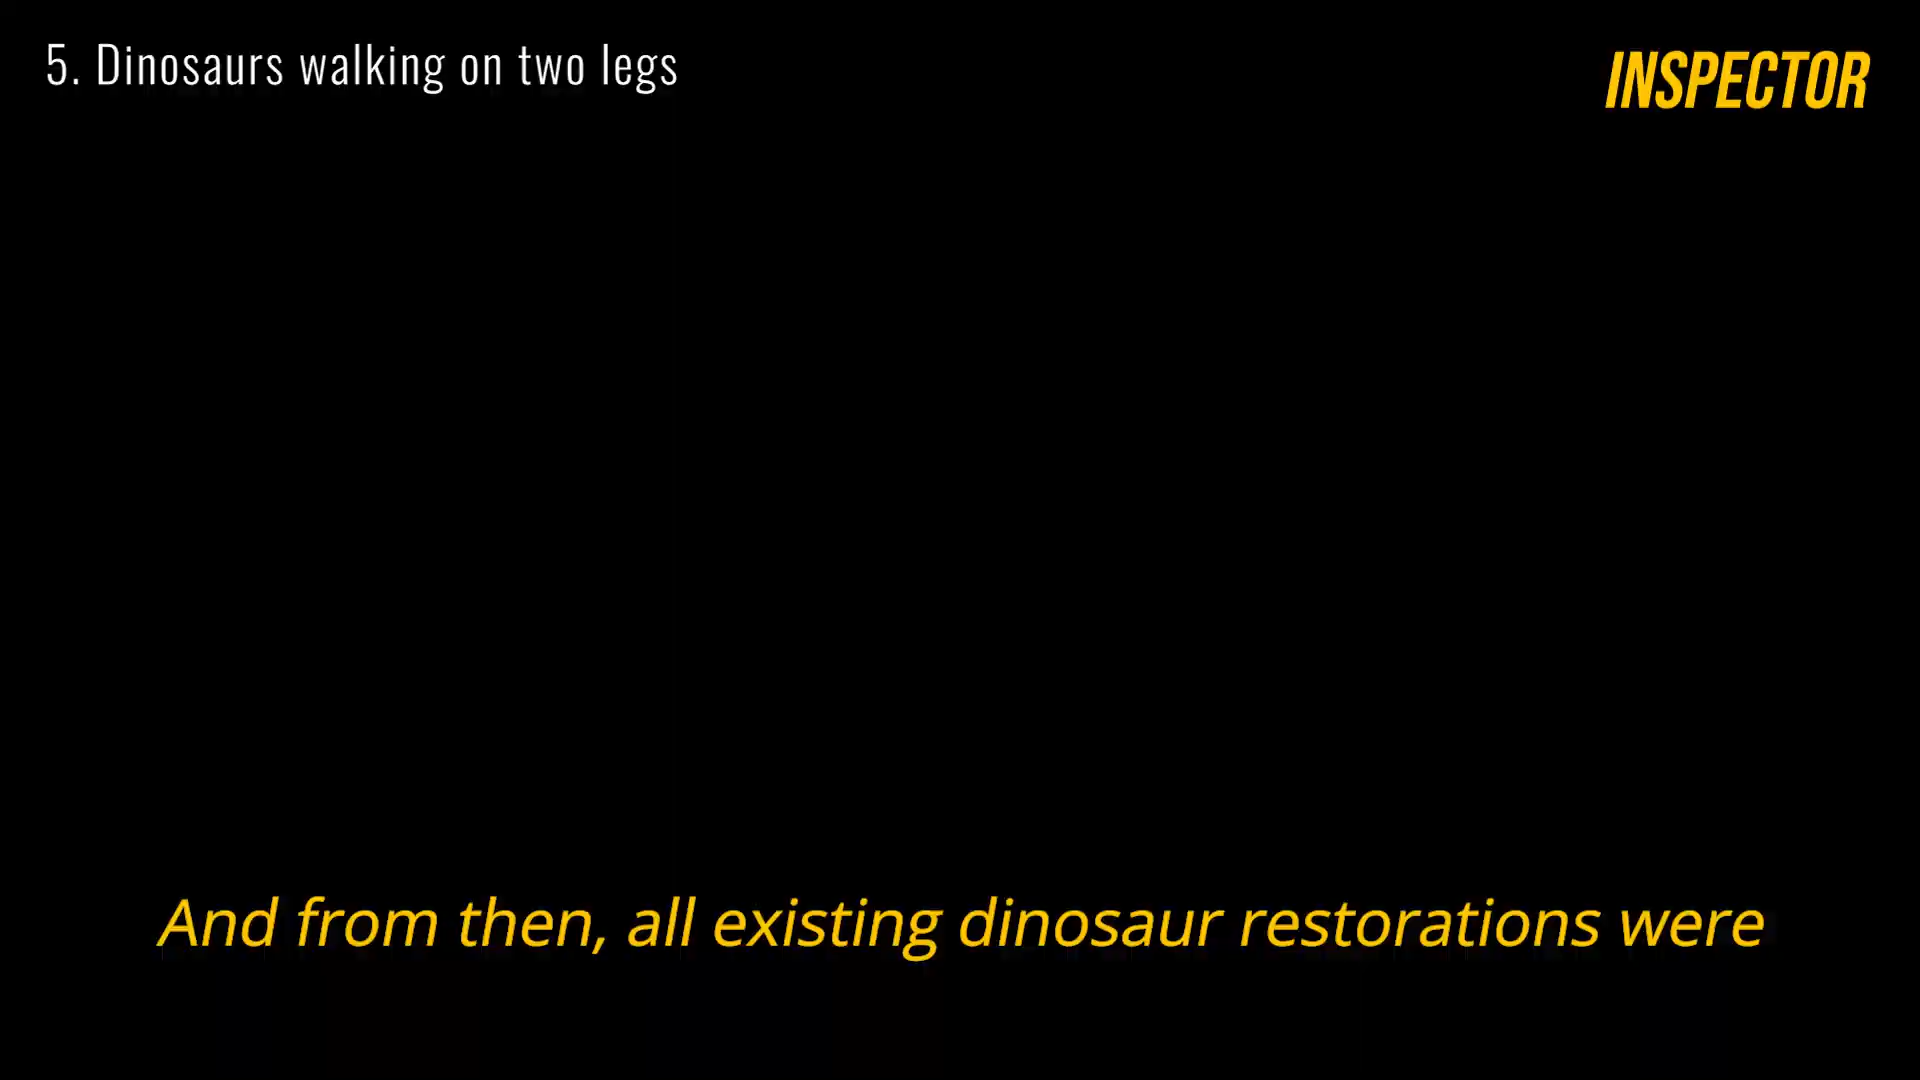 5. Dinosaurs walking on two legs
INSPECTOR
And from then, all existing dinosaur restorations were